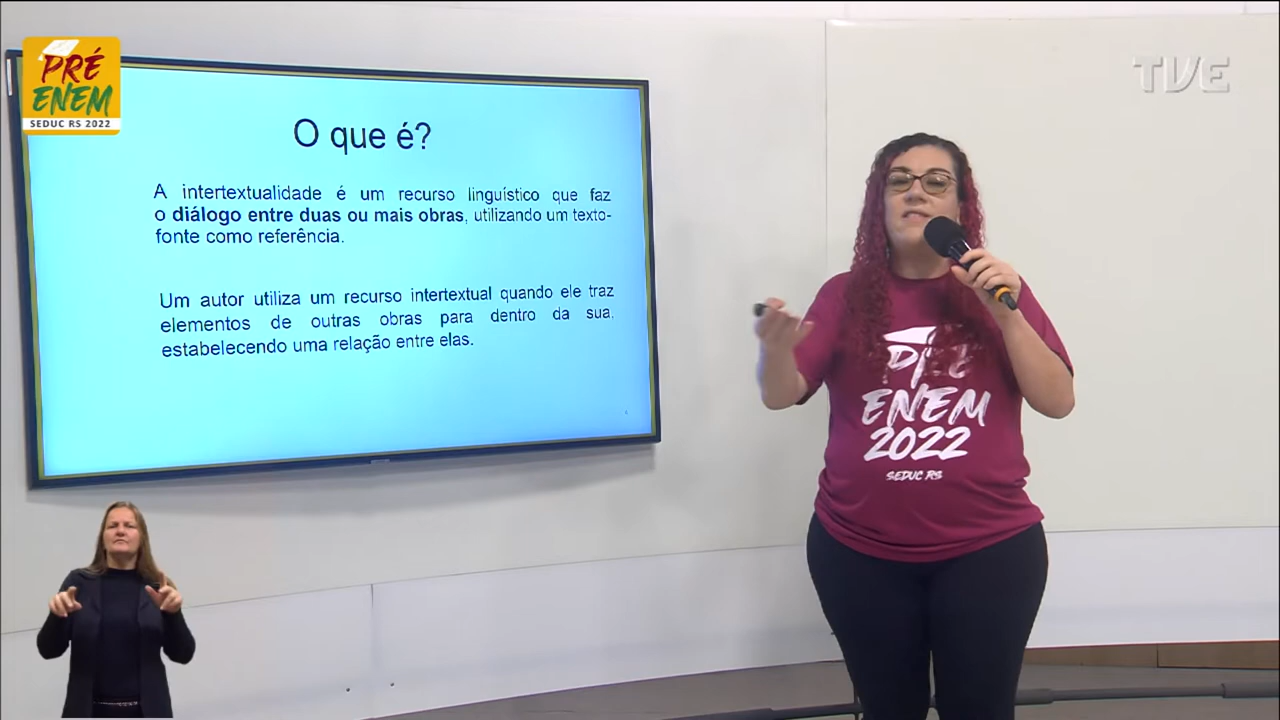 PRÉ
ENEM
SEDUC RS 2022
TVE
O que é?
A intertextualidade é um recurso linguístico que faz
o diálogo entre duas ou mais obras, utilizando um texto-
fonte como referência.
Um autor utiliza um recurso intertextual quando ele traz
elementos de outras obras para dentro da sua,
estabelecendo uma relação entre elas.
PRÉ
ENEM
2022
SEDUC RS